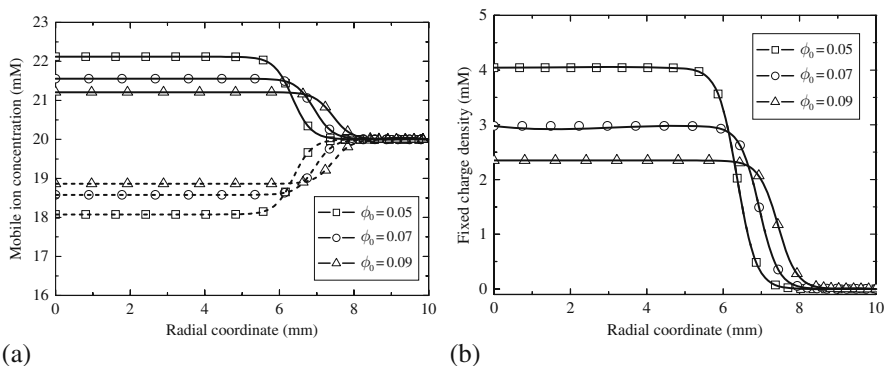 23
22
21
20
19
18
17
16
Mobile ion concentration (mM)
0 2 4 6 8 10
Radial coordinate (mm)
ϕ₀=0.05
ϕ₀=0.07
ϕ₀=0.09
(a)
5
4
3
2
1
0
Fixed charge density (mM)
0 2 4 6 8 10
Radial coordinate (mm)
ϕ₀=0.05
ϕ₀=0.07
ϕ₀=0.09
(b)